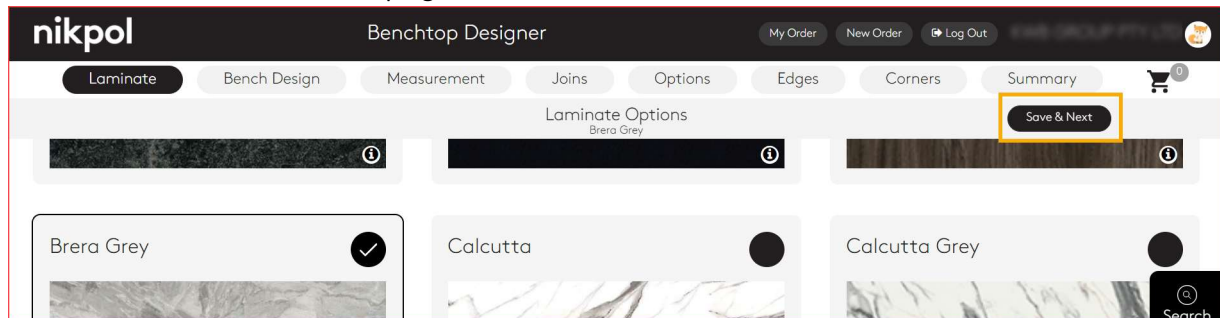 nikpol Benchtop Designer My Order New Order Log Out
Laminate Bench Design Measurement Joins Options Edges Corners Summary 0
Laminate Options Save & Next
Brera Grey
Brera Grey Calcutta Calcutta Grey
Search